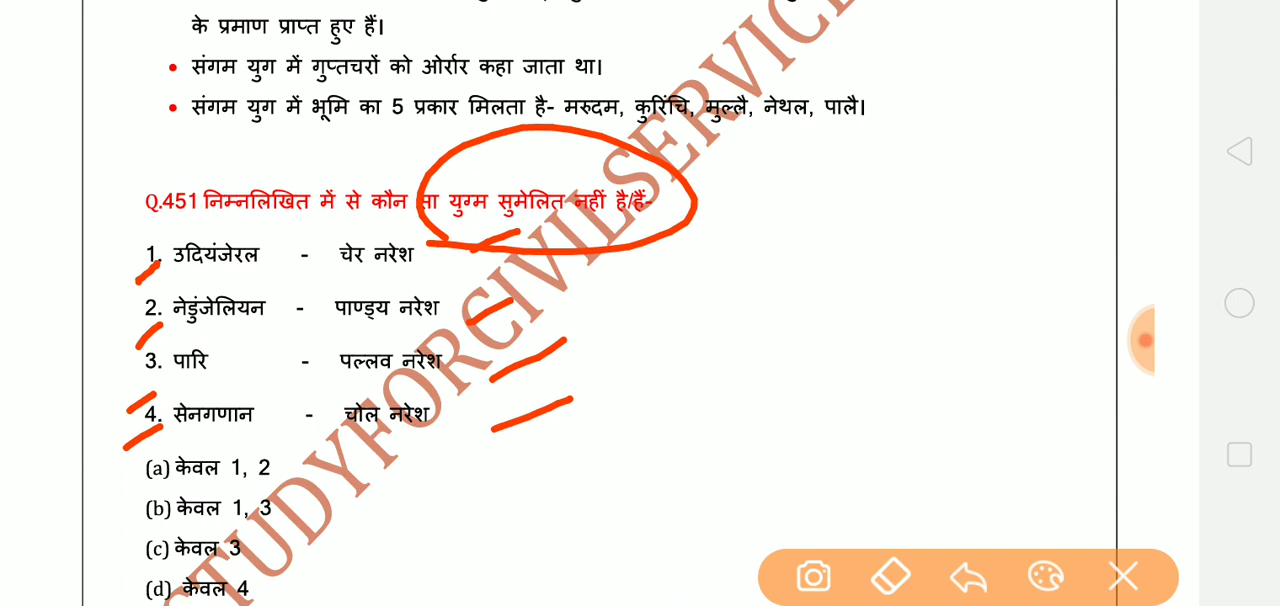 के प्रमाण प्राप्त हुए हैं।
• संगम युग में गुप्तचरों को ओर्रार कहा जाता था।
• संगम युग में भूमि का 5 प्रकार मिलता है- मरुदम, कुरिंचि, मुल्लै, नेथल, पालै।
Q.451 निम्नलिखित में से कौन सा युग्म सुमेलित नहीं है/हैं-
1. उदियंजेरल - चेर नरेश
2. नेडुंजेलियन - पाण्ड्य नरेश
3. पारि - पल्लव नरेश
4. सेनगणान - चोल नरेश
(a) केवल 1, 2
(b) केवल 1, 3
(c) केवल 3
(d) केवल 4
STUDYFORCIVILSERVIC